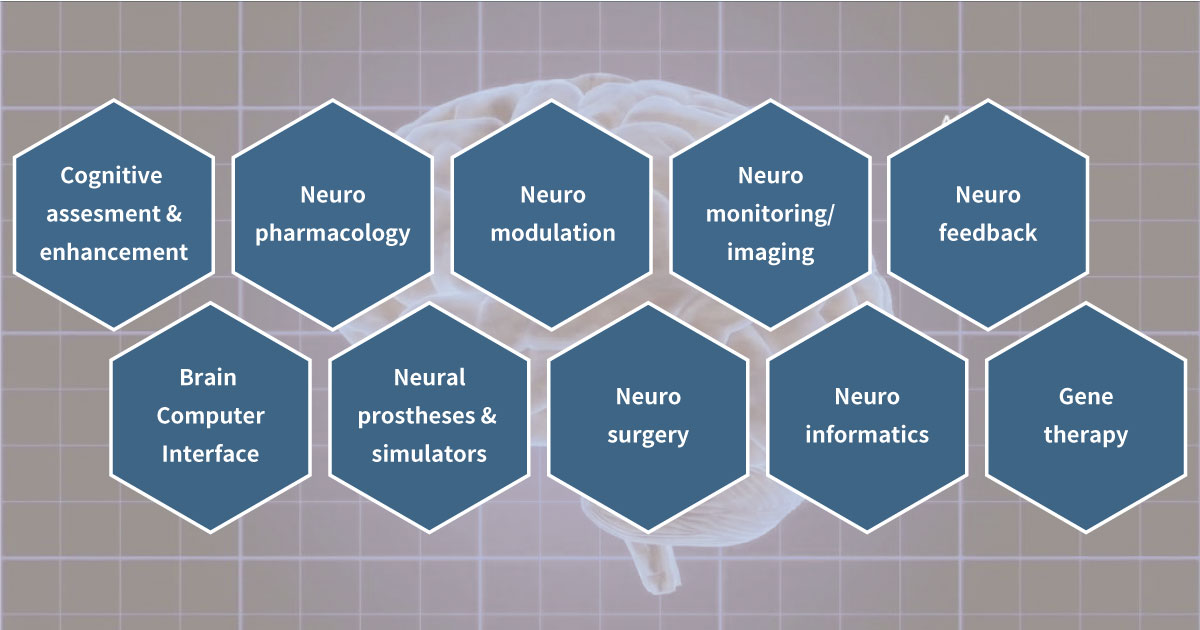 Cognitive
assesment &
enhancement
Neuro
pharmacology
Neuro
modulation
Neuro
monitoring/
imaging
Neuro
feedback
Brain
Computer
Interface
Neural
prostheses &
simulators
Neuro
surgery
Neuro
informatics
Gene
therapy